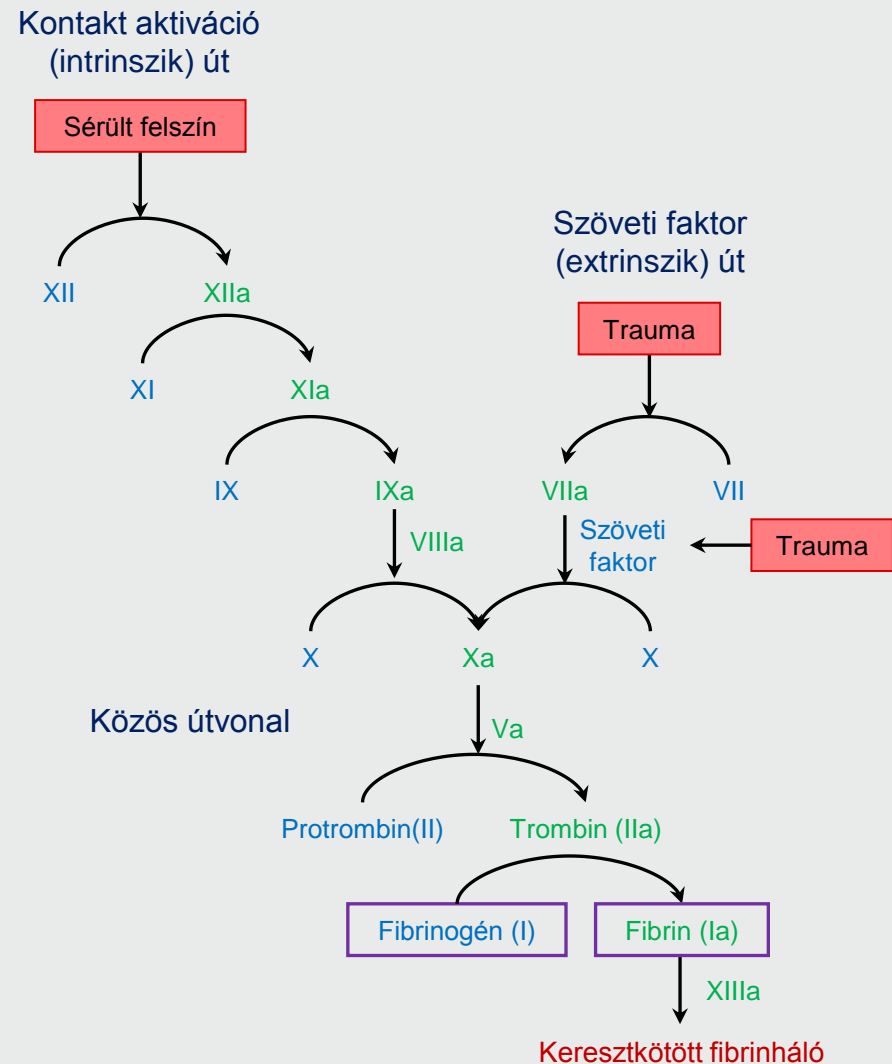 Kontakt aktiváció
(intrinszik) út
Sérült felszín
Szöveti faktor
(extrinszik) út
XII
XIIa
Trauma
XI
XIa
IX
IXa
VIIa
VII
VIIIa
Szöveti
faktor
Trauma
X
Xa
X
Közös útvonal
Va
Protrombin(II)
Trombin (IIa)
Fibrinogén (I)
Fibrin (Ia)
XIIIa
Keresztkötött fibrinháló